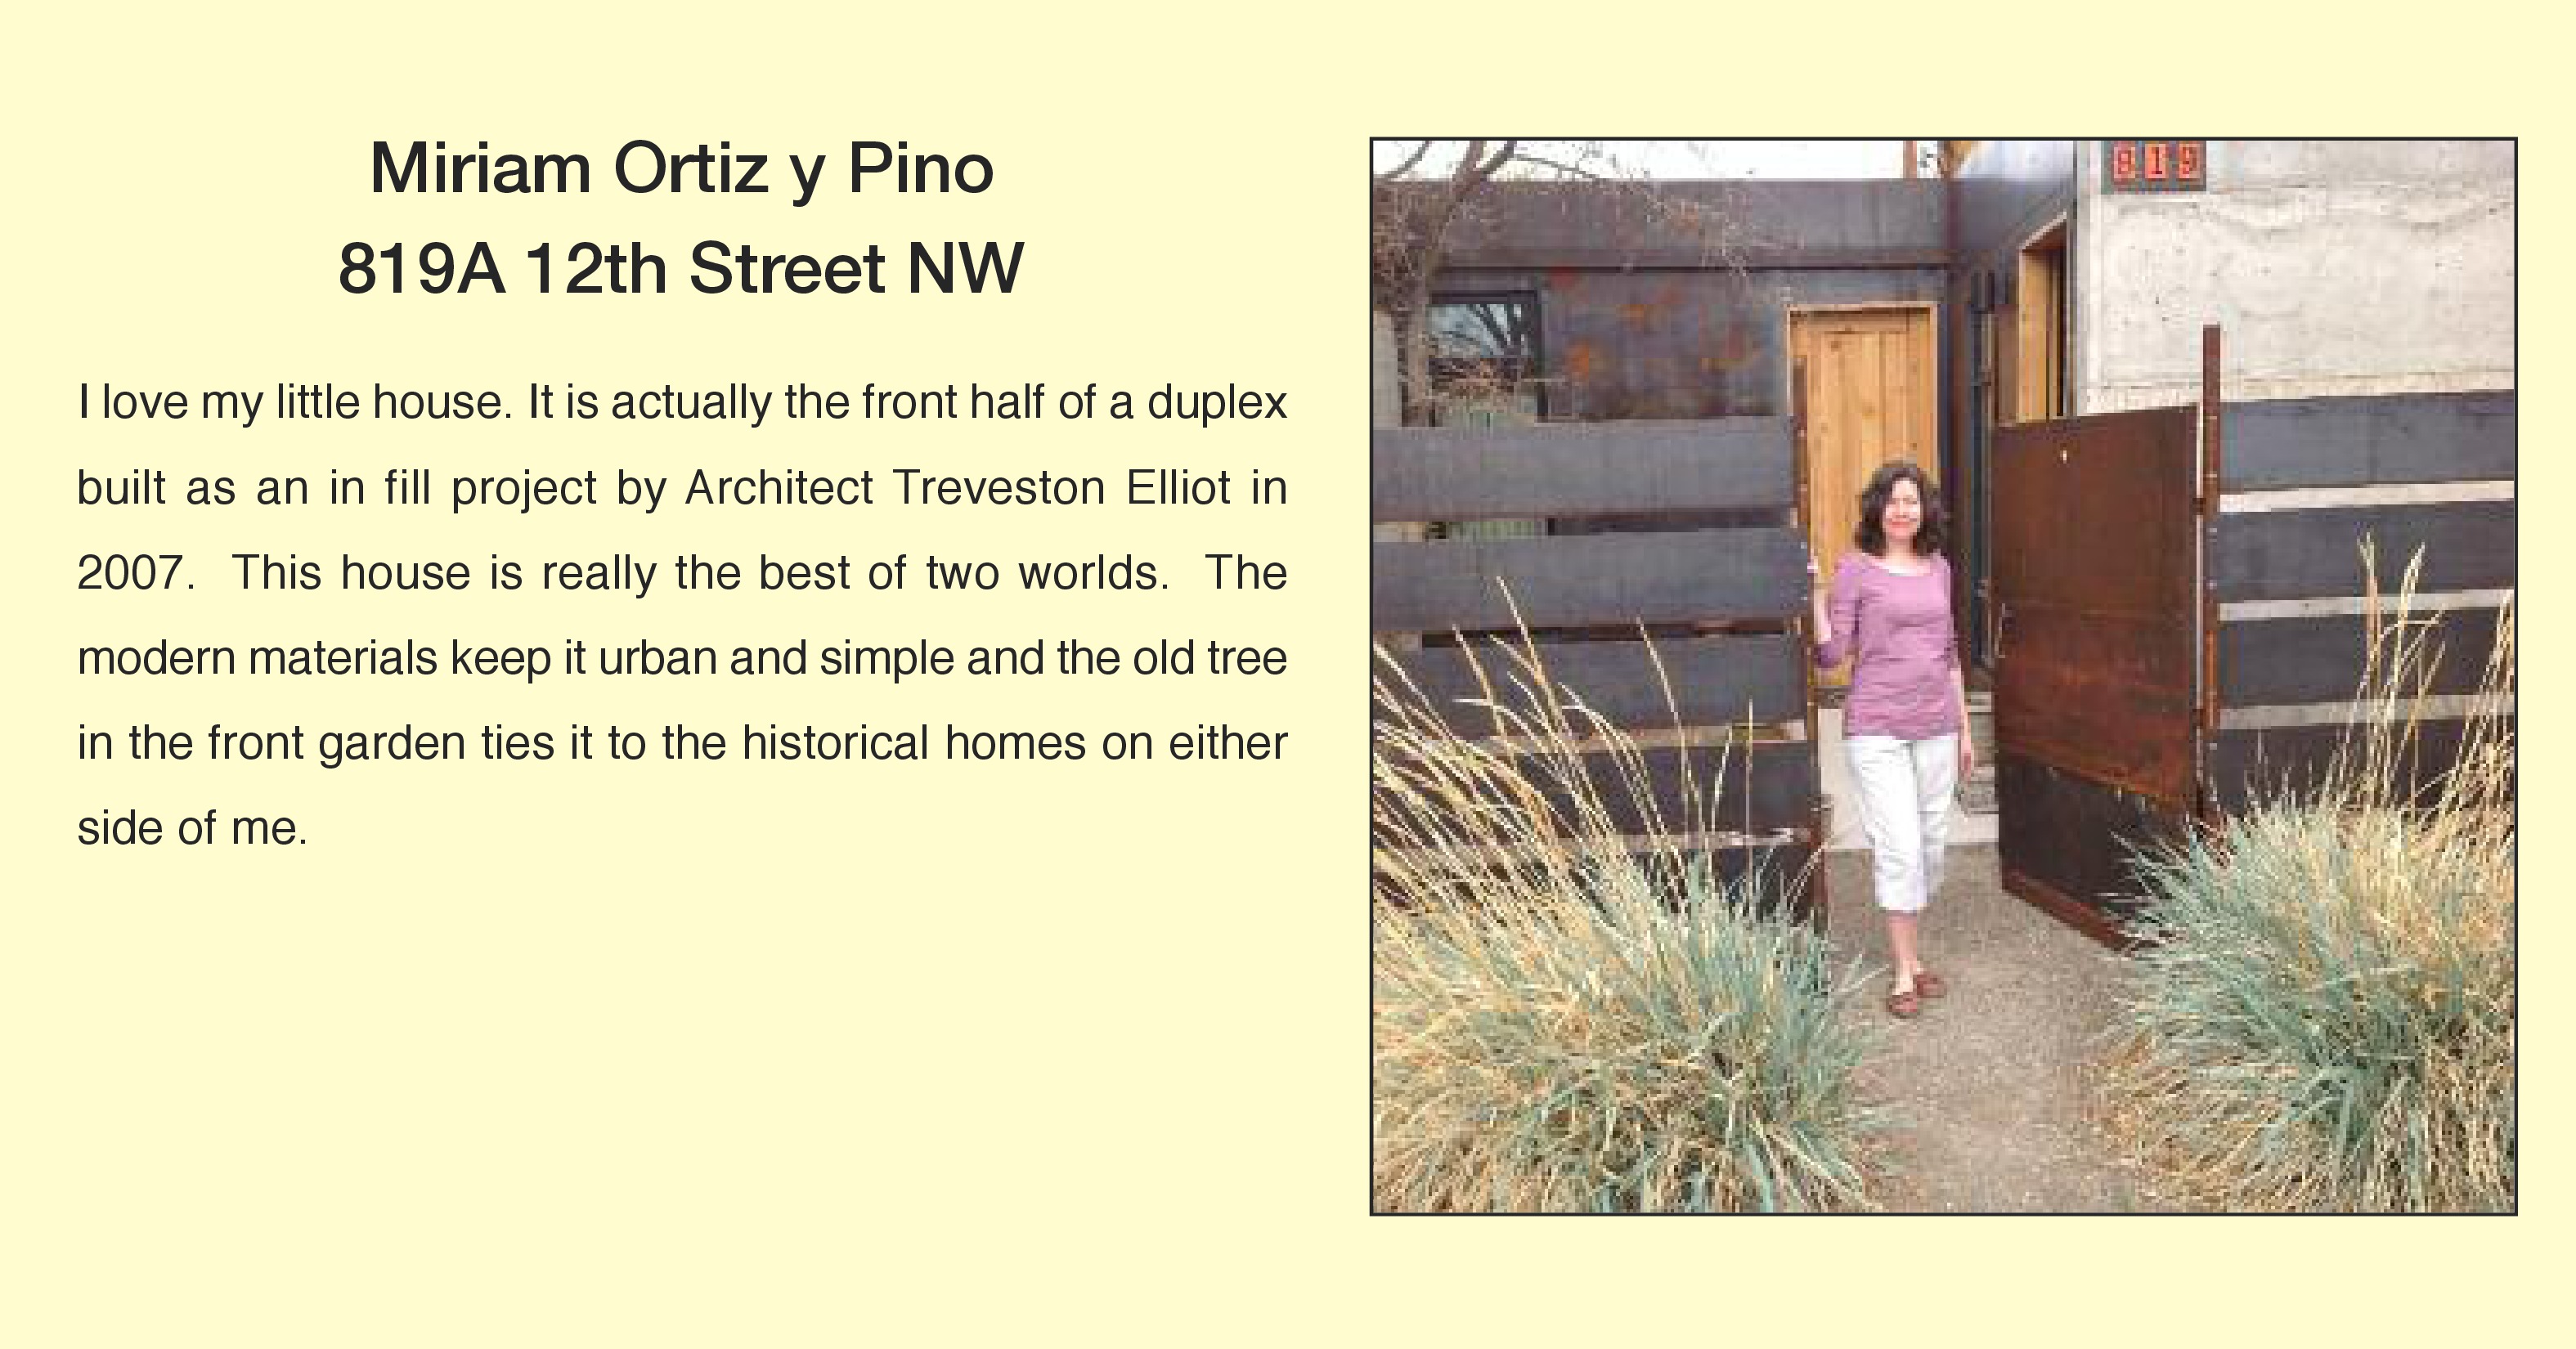 Miriam Ortiz y Pino
819A 12th Street NW
I love my little house. It is actually the front half of a duplex
built as an in fill project by Architect Treveston Elliot in
2007.  This house is really the best of two worlds.  The
modern materials keep it urban and simple and the old tree
in the front garden ties it to the historical homes on either
side of me.
819